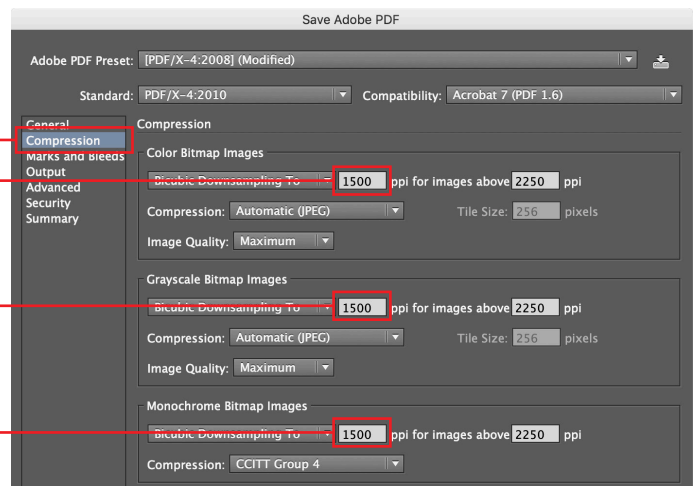 Save Adobe PDF
Adobe PDF Preset: [PDF/X-4:2008] (Modified)
Standard: PDF/X-4:2010 Compatibility: Acrobat 7 (PDF 1.6)
General
Compression
Marks and Bleeds
Output
Advanced
Security
Summary
Compression
Color Bitmap Images
Bicubic Downsampling To 1500 ppi for images above 2250 ppi
Compression: Automatic (JPEG) Tile Size: 256 pixels
Image Quality: Maximum
Grayscale Bitmap Images
Bicubic Downsampling To 1500 ppi for images above 2250 ppi
Compression: Automatic (JPEG) Tile Size: 256 pixels
Image Quality: Maximum
Monochrome Bitmap Images
Bicubic Downsampling To 1500 ppi for images above 2250 ppi
Compression: CCITT Group 4